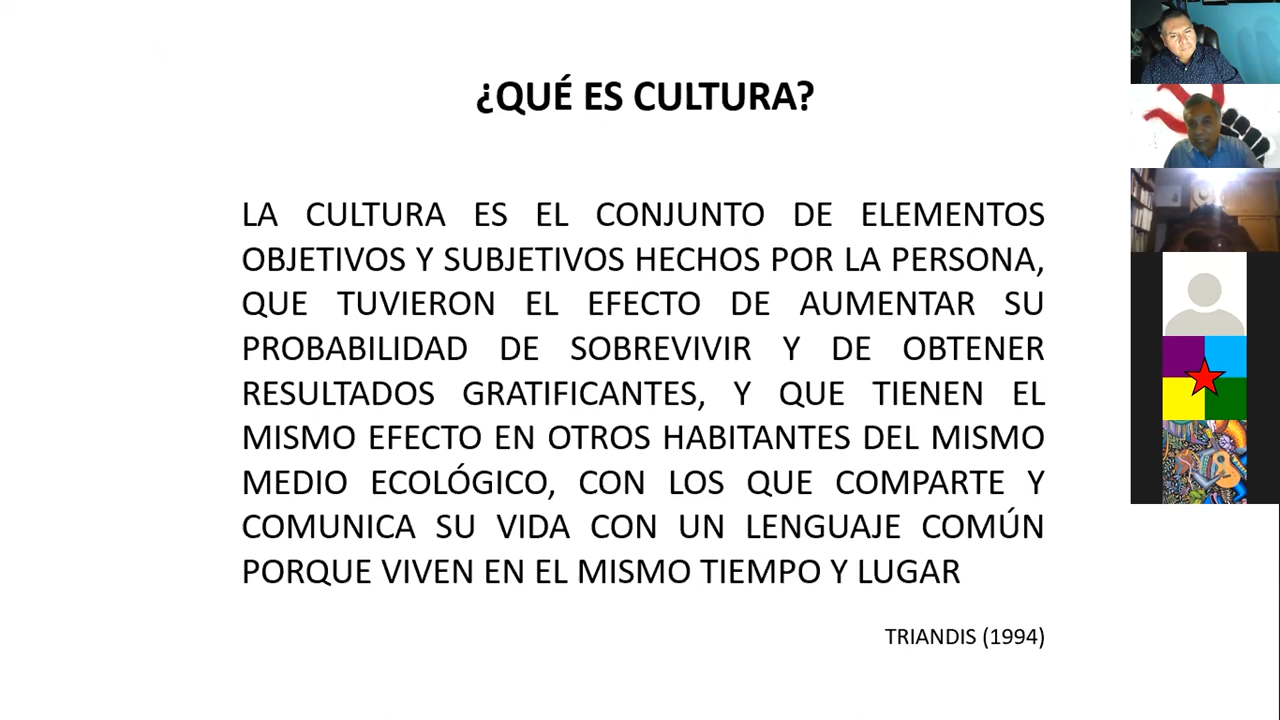 ¿QUÉ ES CULTURA?
LA CULTURA ES EL CONJUNTO DE ELEMENTOS
OBJETIVOS Y SUBJETIVOS HECHOS POR LA PERSONA,
QUE TUVIERON EL EFECTO DE AUMENTAR SU
PROBABILIDAD DE SOBREVIVIR Y DE OBTENER
RESULTADOS GRATIFICANTES, Y QUE TIENEN EL
MISMO EFECTO EN OTROS HABITANTES DEL MISMO
MEDIO ECOLÓGICO, CON LOS QUE COMPARTE Y
COMUNICA SU VIDA CON UN LENGUAJE COMÚN
PORQUE VIVEN EN EL MISMO TIEMPO Y LUGAR
TRIANDIS (1994)